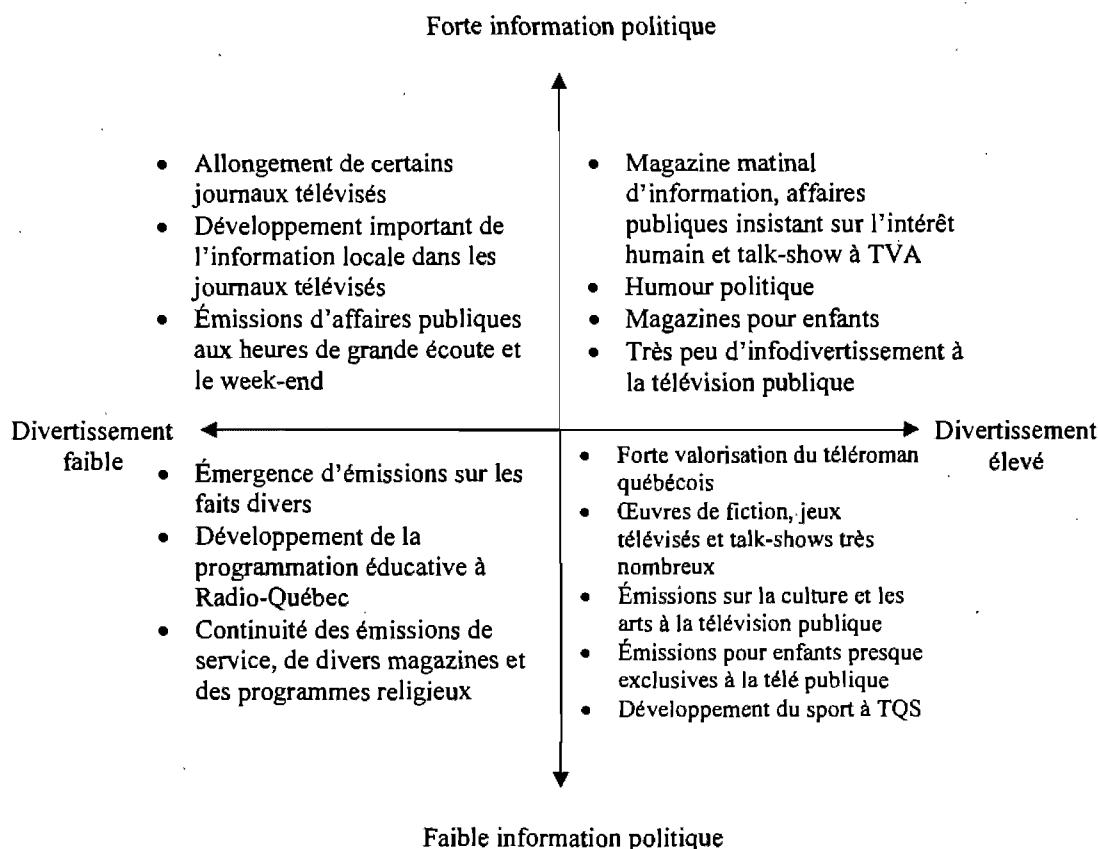 Forte information politique
• Allongement de certains
journaux télévisés
• Développement important de
l'information locale dans les
journaux télévisés
• Émissions d'affaires publiques
aux heures de grande écoute et
le week-end
• Magazine matinal
d'information, affaires
publiques insistant sur l'intérêt
humain et talk-show à TVA
• Humour politique
• Magazines pour enfants
• Très peu d'infodivertissement à
la télévision publique
Divertissement
faible
Divertissement
élevé
• Émergence d'émissions sur les
faits divers
• Développement de la
programmation éducative à
Radio-Québec
• Continuité des émissions de
service, de divers magazines et
des programmes religieux
• Forte valorisation du téléroman
québécois
• Œuvres de fiction, jeux
télévisés et talk-shows très
nombreux
• Émissions sur la culture et les
arts à la télévision publique
• Émissions pour enfants presque
exclusives à la télé publique
• Développement du sport à TQS
Faible information politique